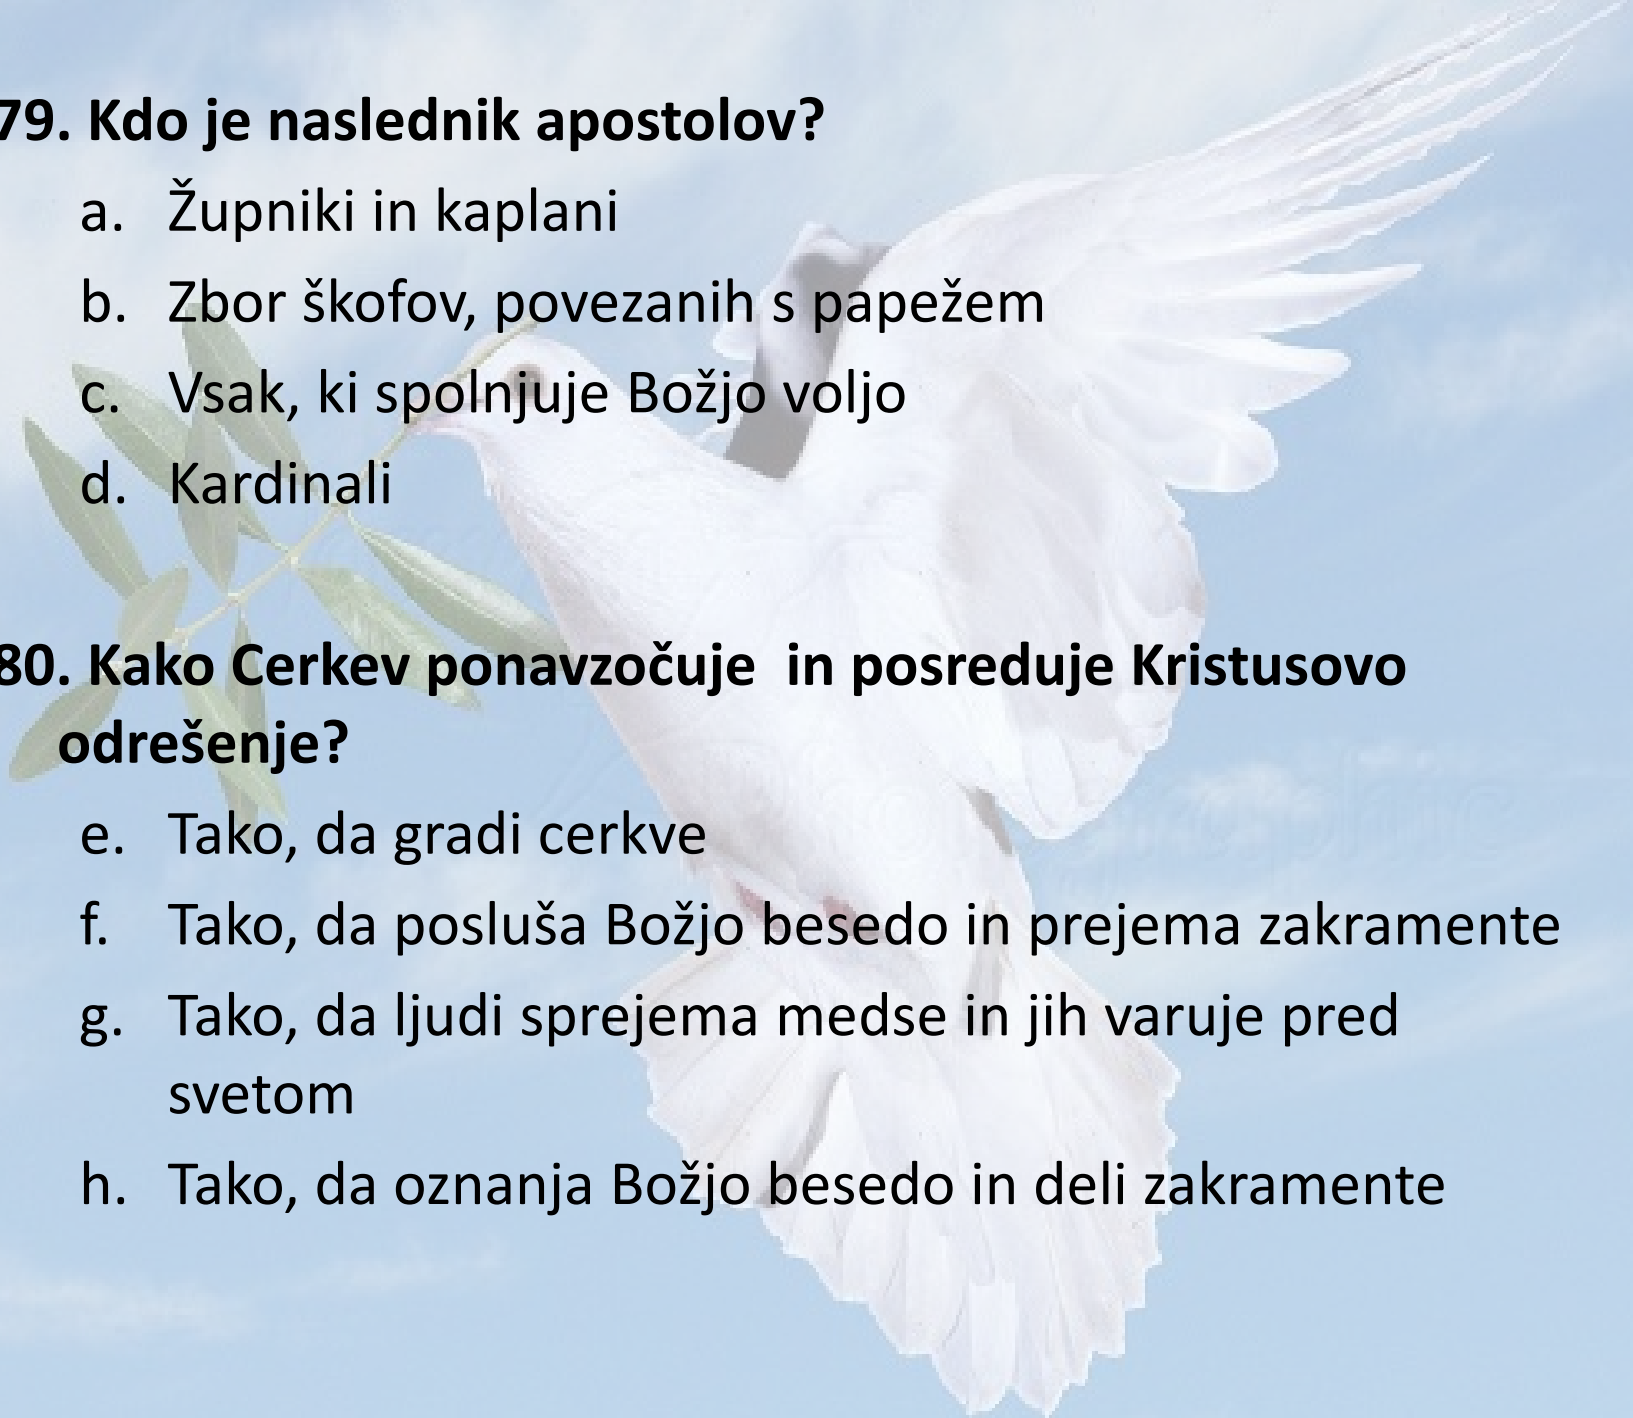 79. Kdo je naslednik apostolov?
a. Župniki in kaplani
b. Zbor škofov, povezanih s papežem
c. Vsak, ki spolnjuje Božjo voljo
d. Kardinali
80. Kako Cerkev ponavzočuje  in posreduje Kristusovo
odrešenje?
e. Tako, da gradi cerkve
f. Tako, da posluša Božjo besedo in prejema zakramente
g. Tako, da ljudi sprejema medse in jih varuje pred
svetom
h. Tako, da oznanja Božjo besedo in deli zakramente